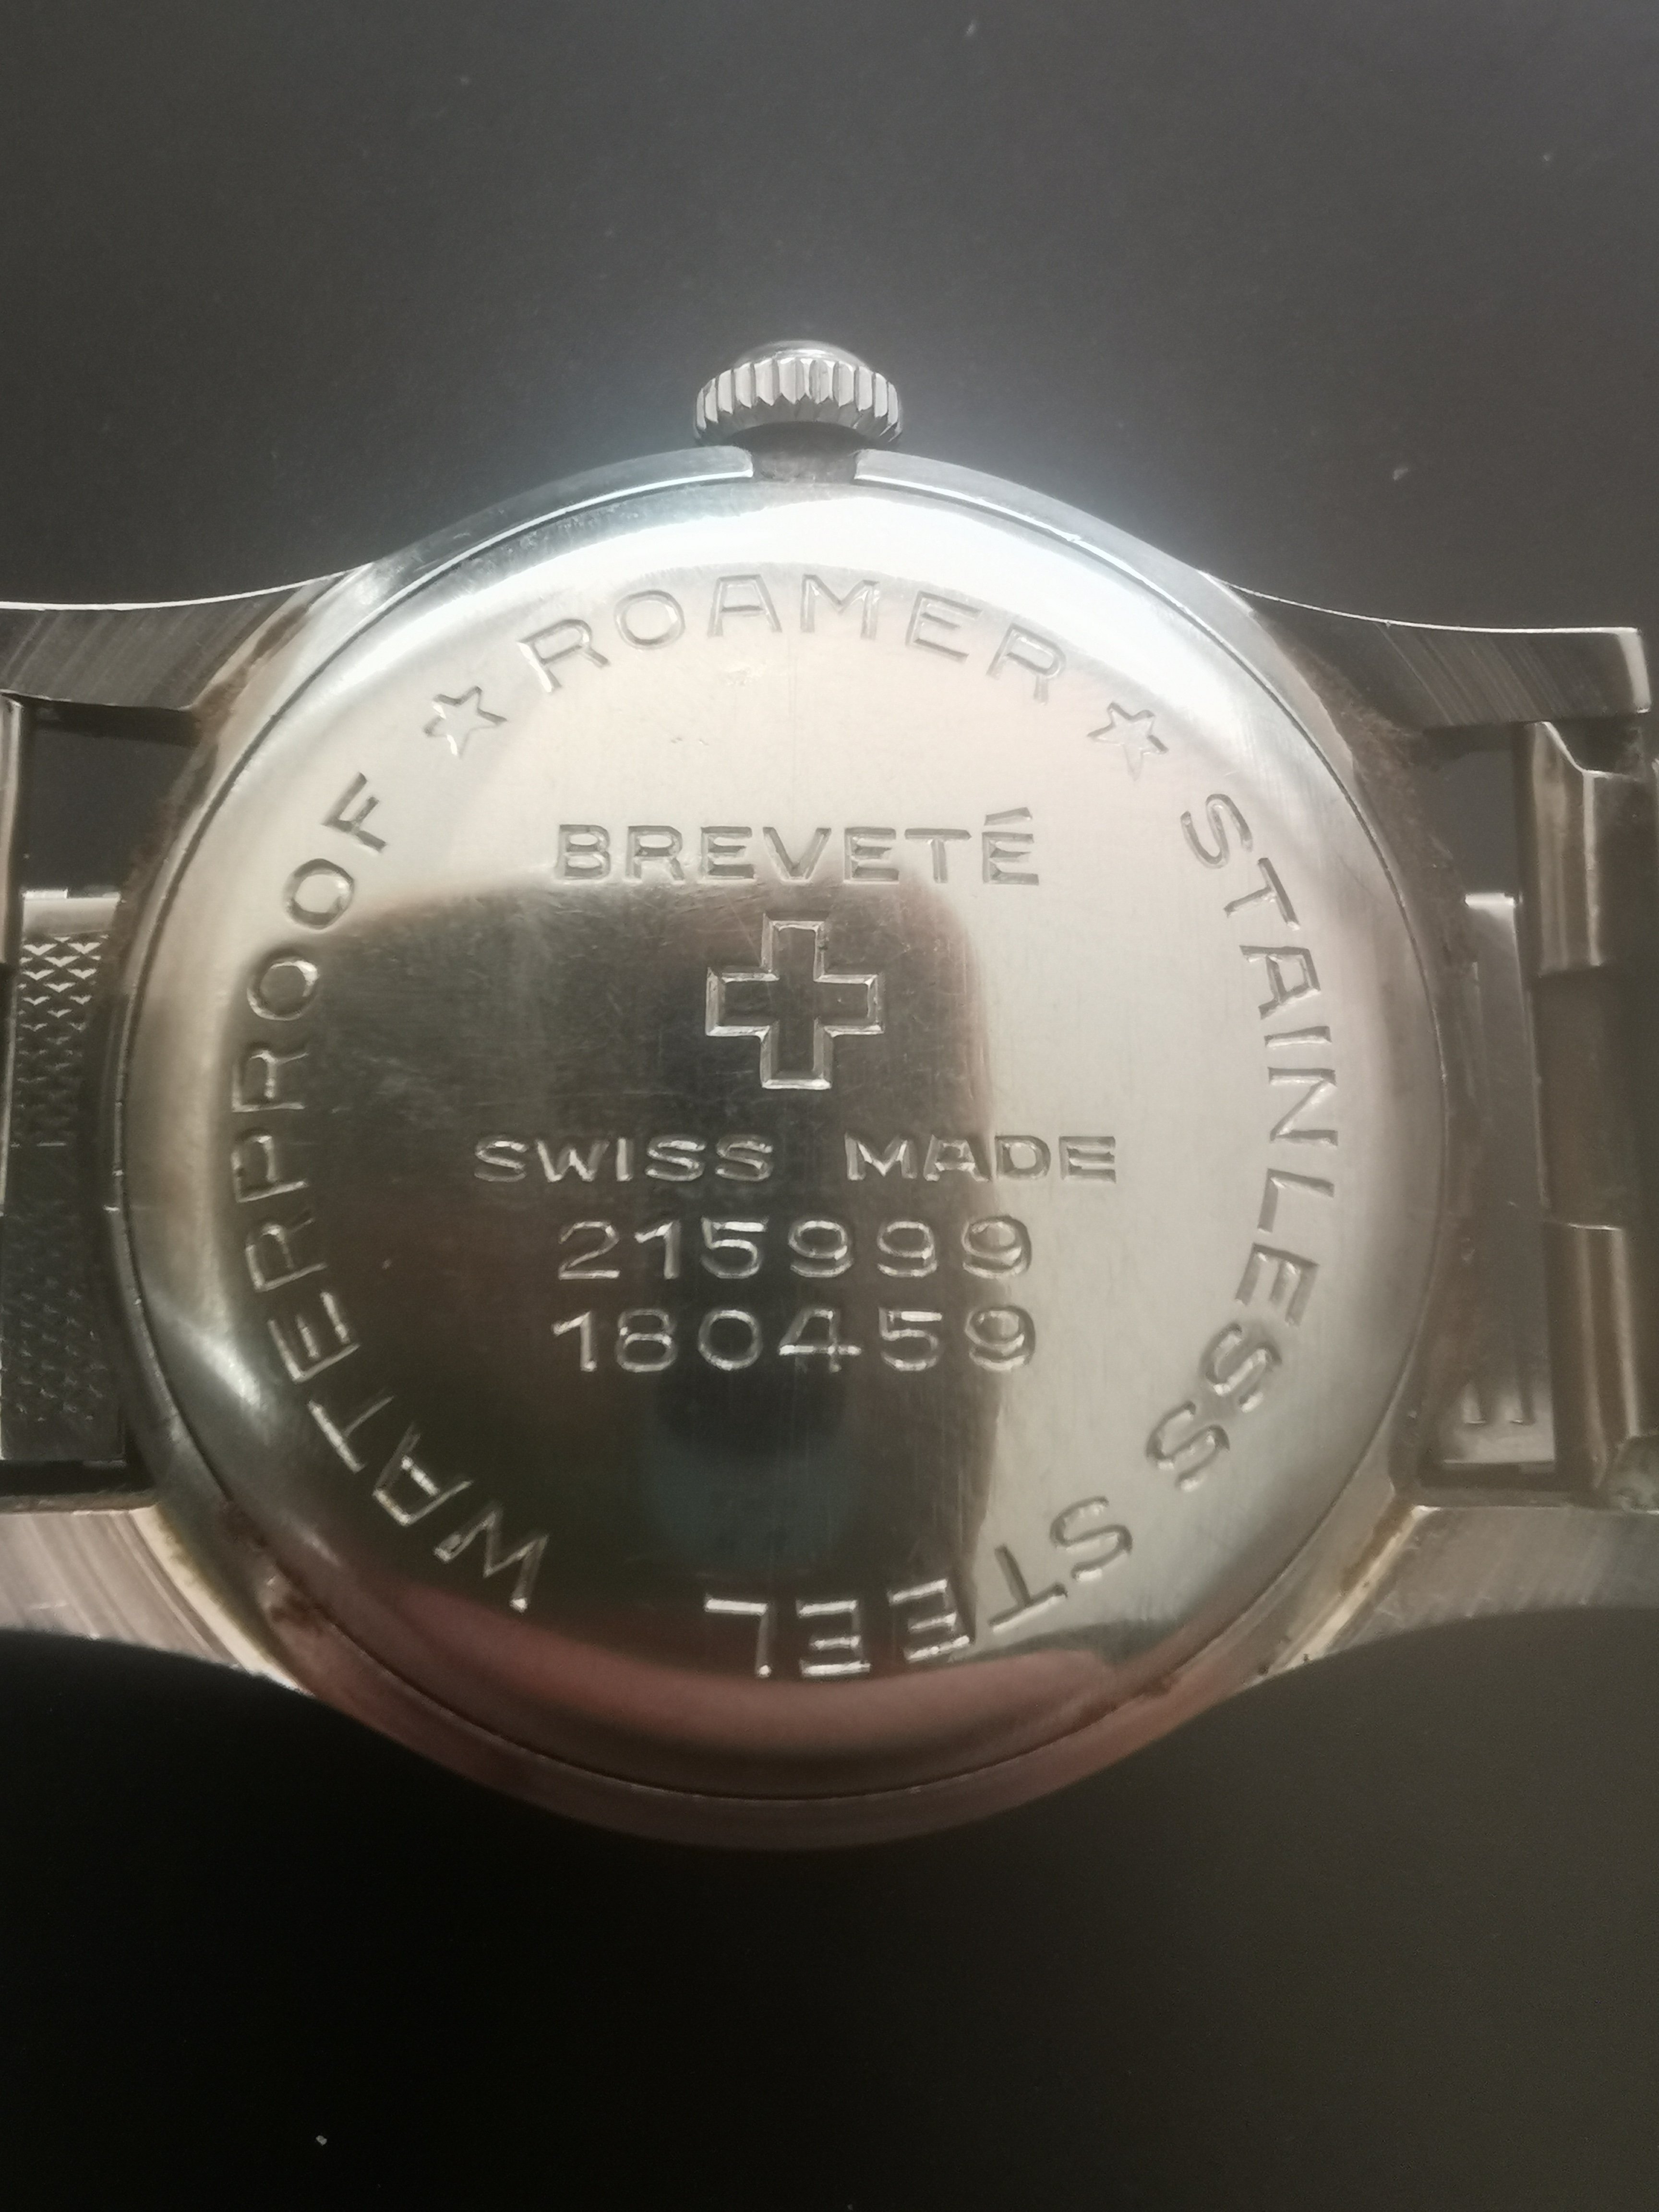 ☆ ROAMER ☆ STAINLESS STEEL WATERPROOF
BREVETÉ
SWISS MADE
215999
180459